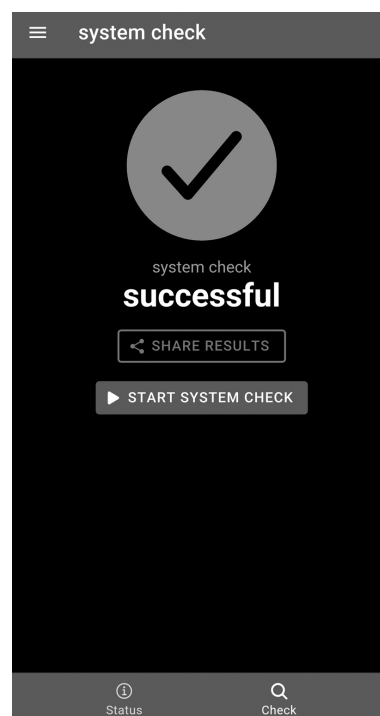 system check
system check
successful
SHARE RESULTS
START SYSTEM CHECK
Status
Check